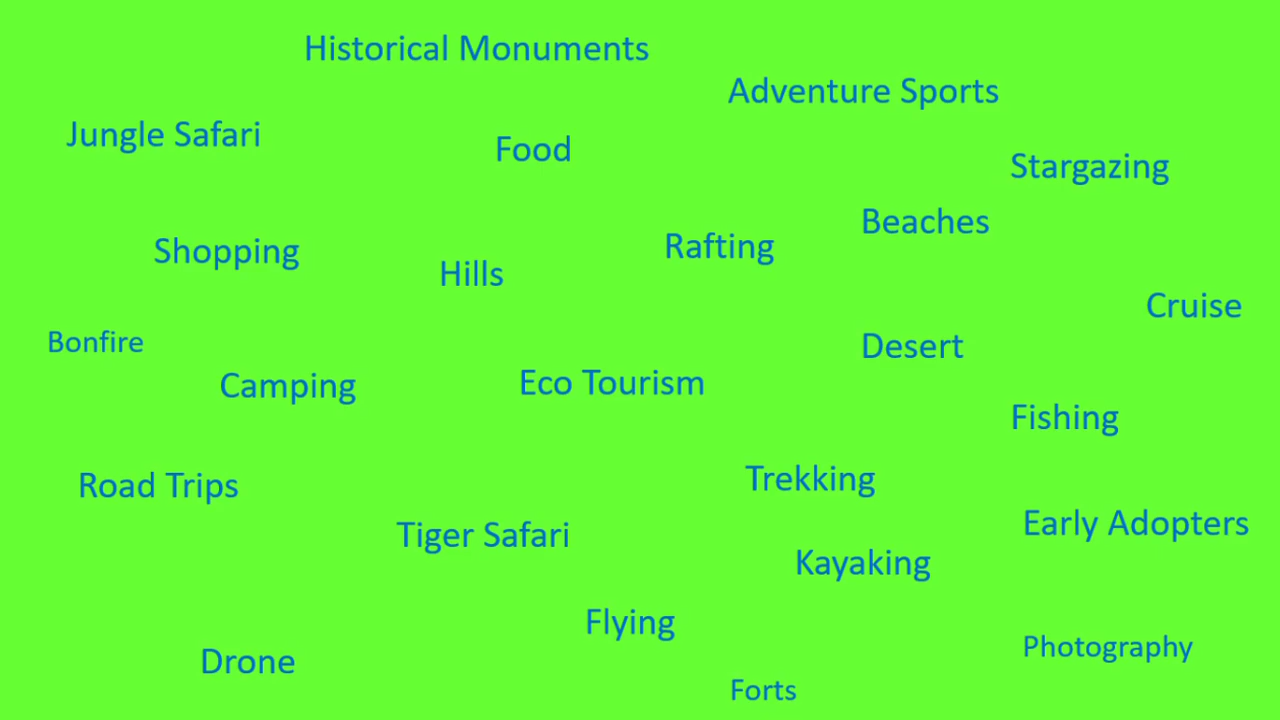 Historical Monuments
Adventure Sports
Jungle Safari
Food
Stargazing
Beaches
Shopping
Rafting
Hills
Cruise
Bonfire
Desert
Camping
Eco Tourism
Fishing
Road Trips
Trekking
Early Adopters
Tiger Safari
Kayaking
Flying
Photography
Drone
Forts